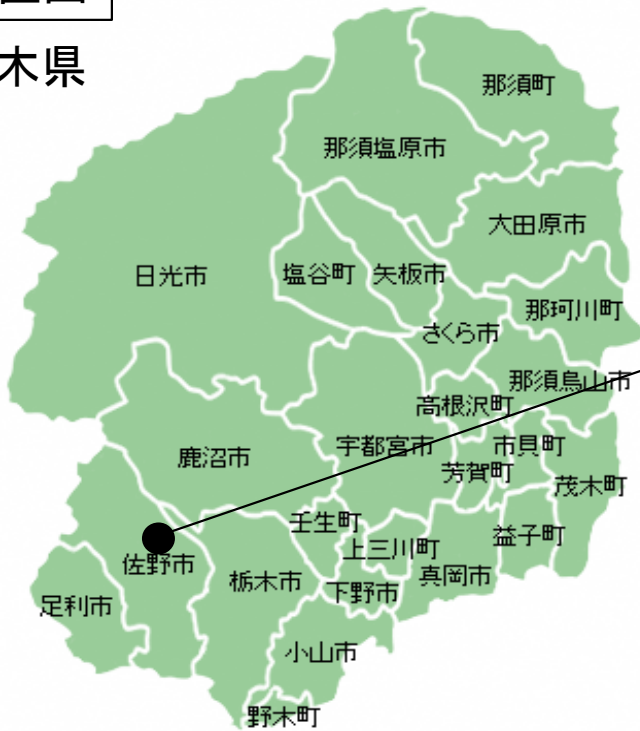 木県
那須町
那須塩原市
大田原市
日光市
塩谷町
矢板市
那珂川町
さくら市
那須烏山市
高根沢町
宇都宮市
市貝町
鹿沼市
芳賀町
茂木町
壬生町
益子町
上三川町
佐野市
栃木市
真岡市
下野市
足利市
小山市
野木町